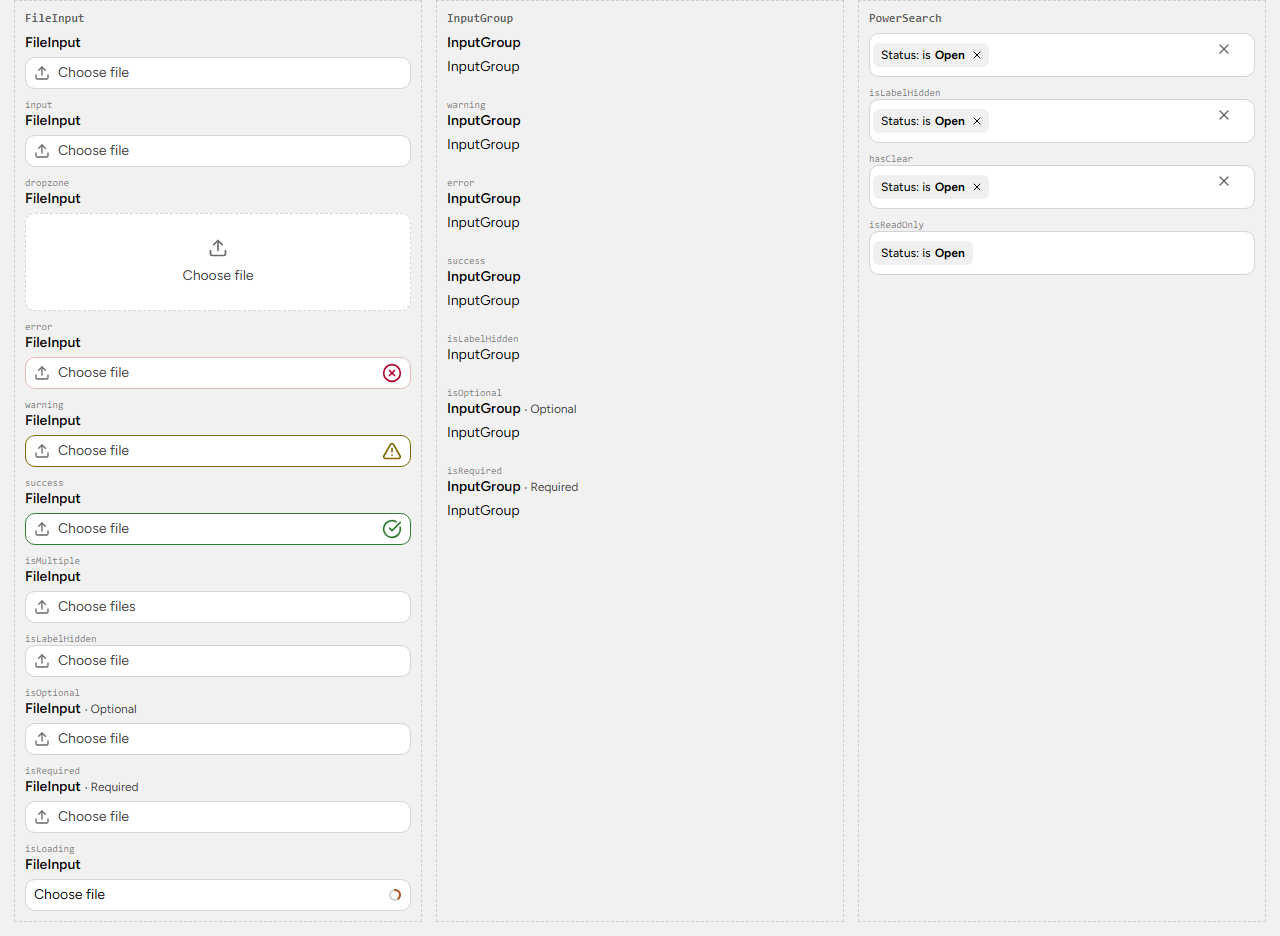 FileInput
FileInput
Choose file
input
FileInput
Choose file
dropzone
FileInput
Choose file
error
FileInput
Choose file
warning
FileInput
Choose file
success
FileInput
Choose file
isMultiple
FileInput
Choose files
isLabelHidden
Choose file
isOptional
FileInput · Optional
Choose file
isRequired
FileInput · Required
Choose file
isLoading
FileInput
Choose file
InputGroup
InputGroup
InputGroup
warning
InputGroup
InputGroup
error
InputGroup
InputGroup
success
InputGroup
InputGroup
isLabelHidden
InputGroup
isOptional
InputGroup · Optional
InputGroup
isRequired
InputGroup · Required
InputGroup
PowerSearch
Status: is Open
isLabelHidden
Status: is Open
hasClear
Status: is Open
isReadOnly
Status: is Open